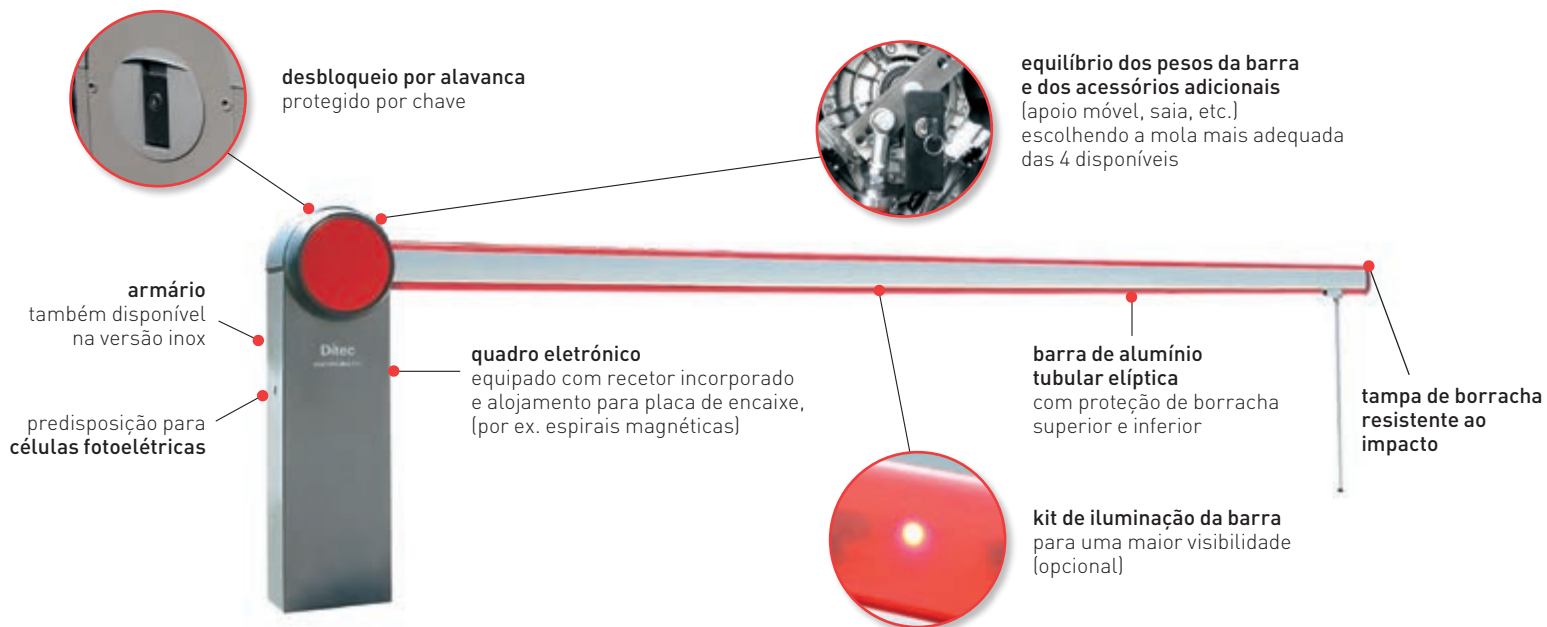 desbloqueio por alavanca
protegido por chave
equilíbrio dos pesos da barra
e dos acessórios adicionais
(apoio móvel, saia, etc.)
escolhendo a mola mais adequada
das 4 disponíveis
armário
também disponível
na versão inox
predisposição para
células fotoelétricas
Ditec
quadro eletrónico
equipado com recetor incorporado
e alojamento para placa de encaixe,
(por ex. espirais magnéticas)
barra de alumínio
tubular elíptica
com proteção de borracha
superior e inferior
tampa de borracha
resistente ao
impacto
kit de iluminação da barra
para uma maior visibilidade
(opcional)